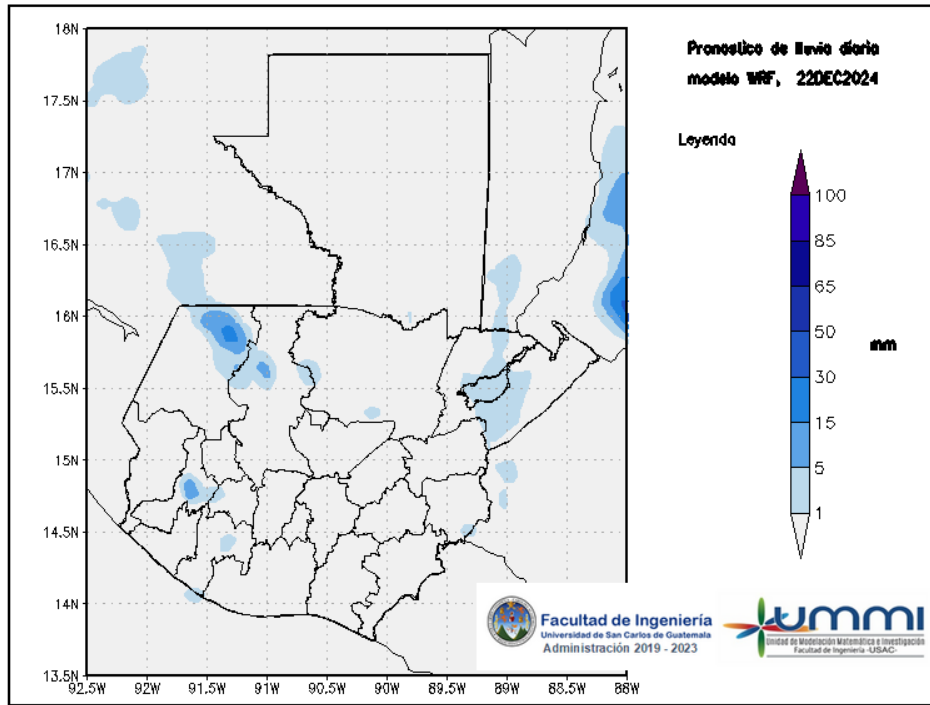 Pronostico de lluvia diaria
modelo WRF, 22DEC2024
Leyenda
100
85
65
50
30
15
5
1
mm
18N
17.5N
17N
16.5N
16N
15.5N
15N
14.5N
14N
13.5N
92.5W
92W
91.5W
91W
90.5W
90W
89.5W
89W
88.5W
88W
1
Facultad de Ingeniería
Universidad de San Carlos de Guatemala
Administración 2019 - 2023
ummi
Unidad de Modelación Matemática e Investigación
Facultad de Ingeniería -USAC-